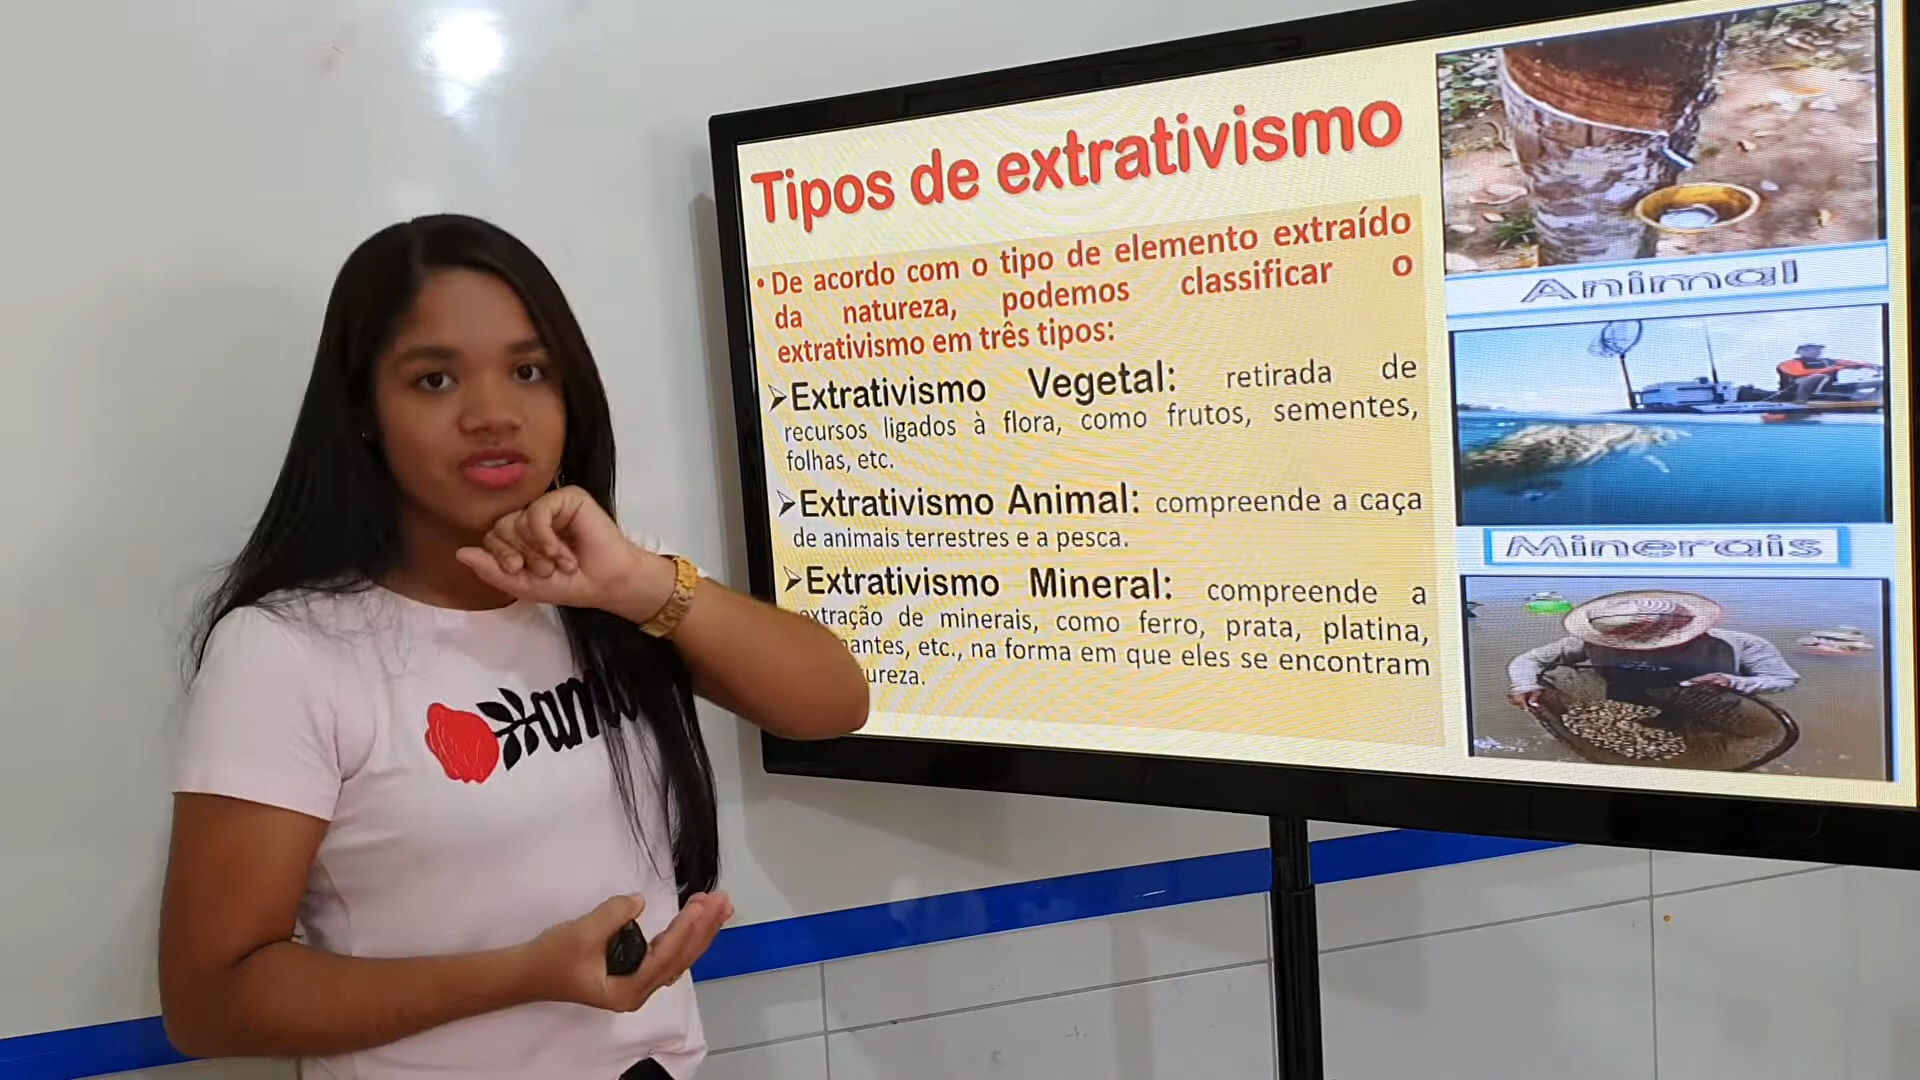 Tipos de extrativismo
• De acordo com o tipo de elemento extraído
da natureza, podemos classificar o
extrativismo em três tipos:
➢Extrativismo Vegetal: retirada de
recursos ligados à flora, como frutos, sementes,
folhas, etc.
➢Extrativismo Animal: compreende a caça
de animais terrestres e a pesca.
➢Extrativismo Mineral: compreende a
extração de minerais, como ferro, prata, platina,
etc., na forma em que eles se encontram
Animal
Minerais